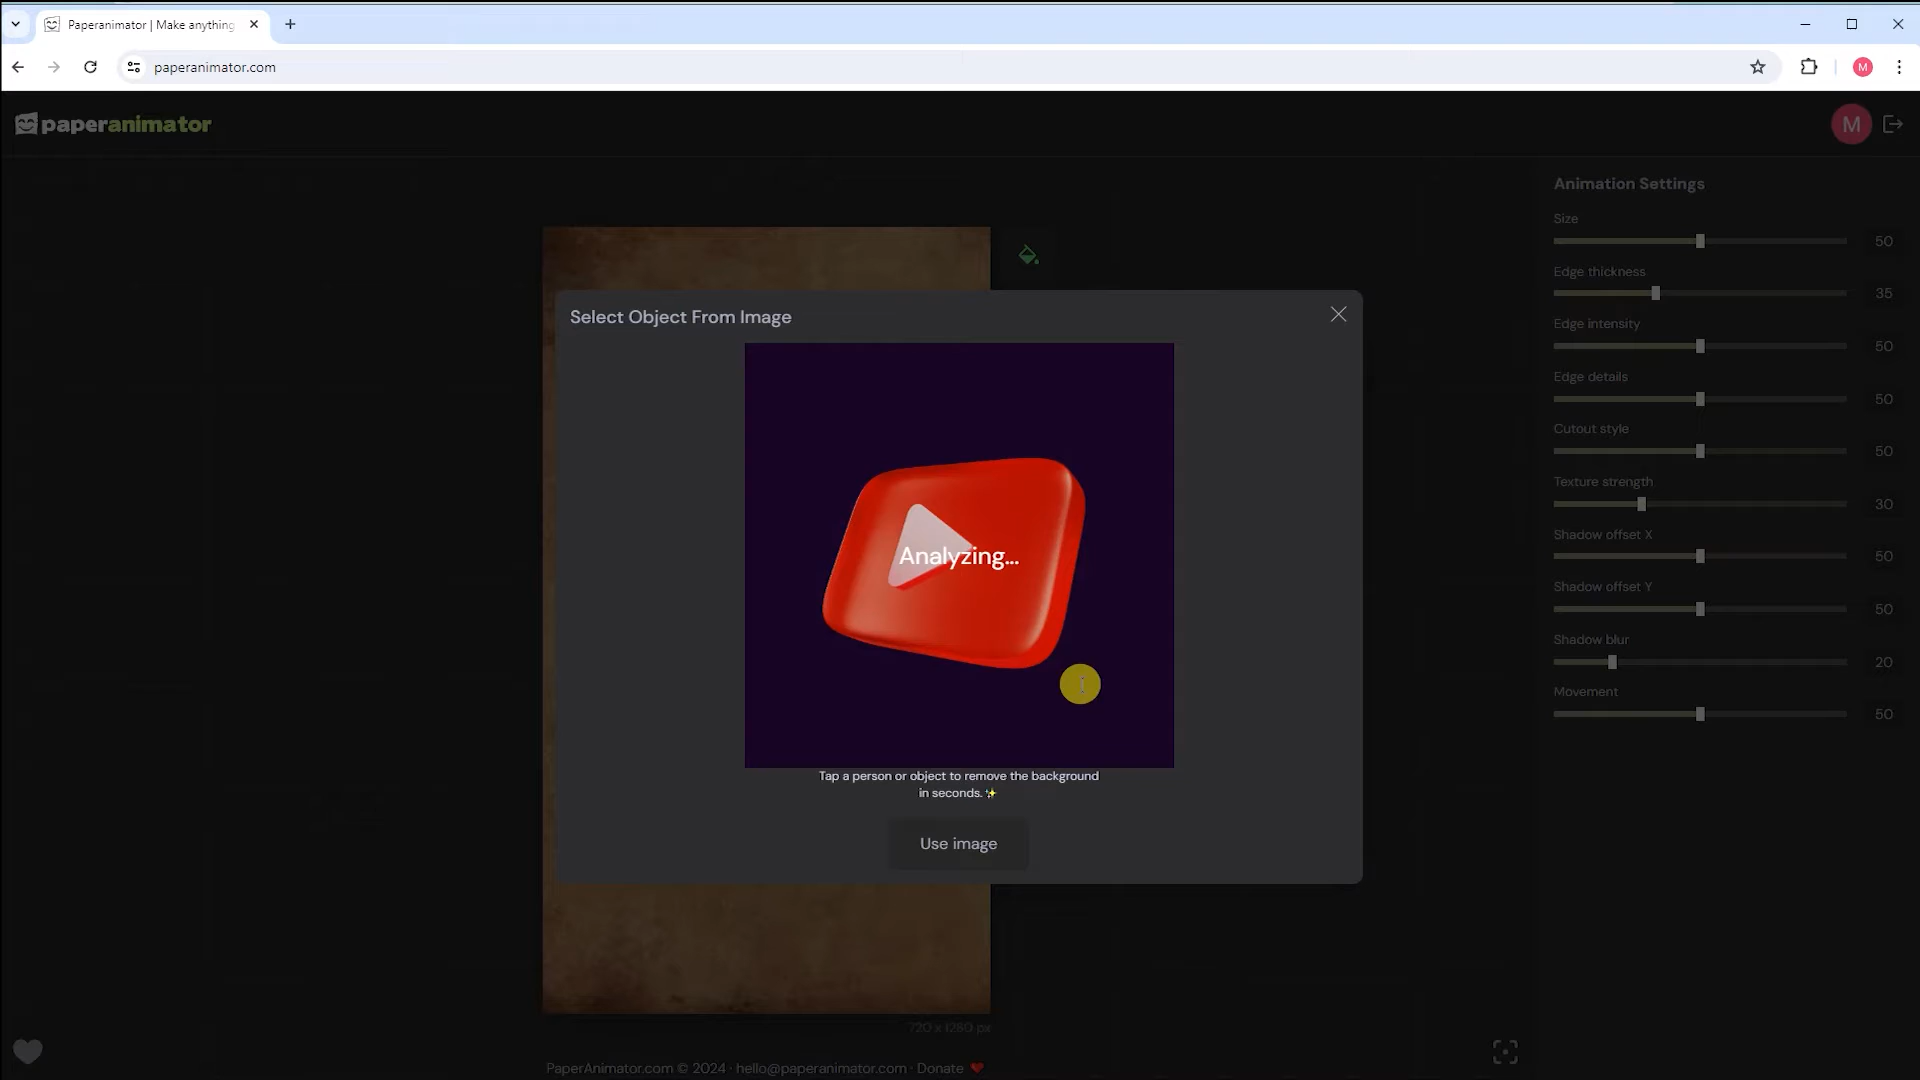 Paperanimator | Make anything
paperanimator.com
M
paperanimator
M
Animation Settings
Size
50
Edge thickness
35
Edge intensity
50
Edge details
50
Cutout style
50
Texture strength
30
Shadow offset X
50
Shadow offset Y
50
Shadow blur
20
Movement
50
Select Object From Image
Analyzing...
Tap a person or object to remove the background
in seconds. ✨
Use image
720 x 1280 px
PaperAnimator.com © 2024 · hello@paperanimator.com · Donate ❤️